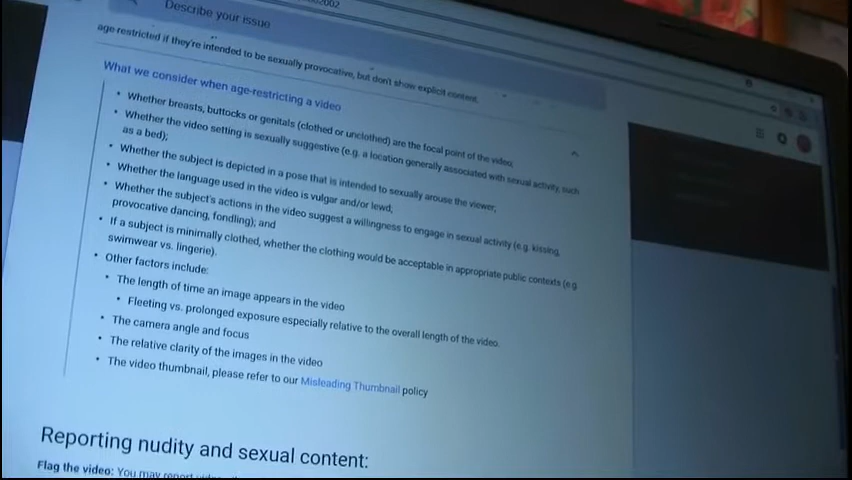 Describe your issue
age-restricted if they're intended to be sexually provocative, but don't show explicit content.
What we consider when age-restricting a video
• Whether breasts, buttocks or genitals (clothed or unclothed) are the focal point of the video;
• Whether the video setting is sexually suggestive (e.g. a location generally associated with sexual activity, such
as a bed);
• Whether the subject is depicted in a pose that is intended to sexually arouse the viewer;
• Whether the language used in the video is vulgar and/or lewd;
• Whether the subject's actions in the video suggest a willingness to engage in sexual activity (e.g. kissing,
provocative dancing, fondling); and
• If a subject is minimally clothed, whether the clothing would be acceptable in appropriate public contexts (e.g.
swimwear vs. lingerie).
• Other factors include:
• The length of time an image appears in the video
• Fleeting vs. prolonged exposure especially relative to the overall length of the video.
• The camera angle and focus
• The relative clarity of the images in the video
• The video thumbnail, please refer to our Misleading Thumbnail policy
Reporting nudity and sexual content:
Flag the video: You may report